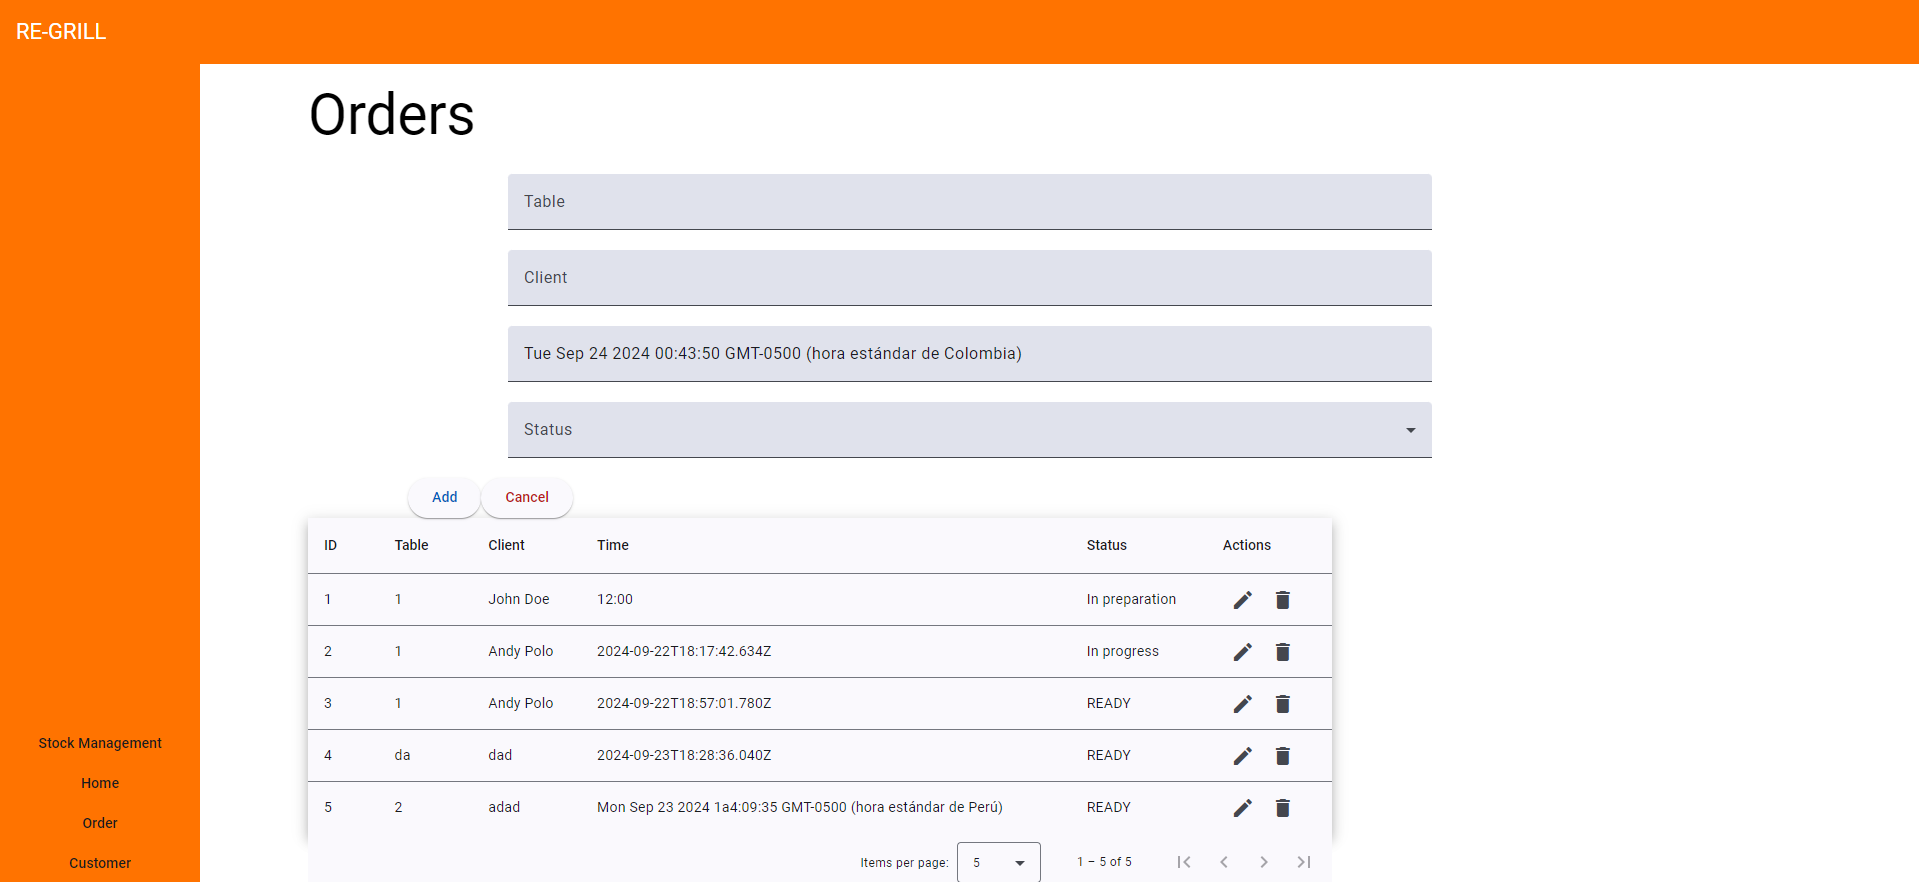 RE-GRILL
Orders
Table
Client
Tue Sep 24 2024 00:43:50 GMT-0500 (hora estándar de Colombia)
Status
Add Cancel
ID Table Client Time Status Actions
1 1 John Doe 12:00 In preparation
2 1 Andy Polo 2024-09-22T18:17:42.634Z In progress
3 1 Andy Polo 2024-09-22T18:57:01.780Z READY
4 da dad 2024-09-23T18:28:36.040Z READY
5 2 adad Mon Sep 23 2024 1a4:09:35 GMT-0500 (hora estándar de Perú) READY
Items per page: 5 1 – 5 of 5
Stock Management
Home
Order
Customer